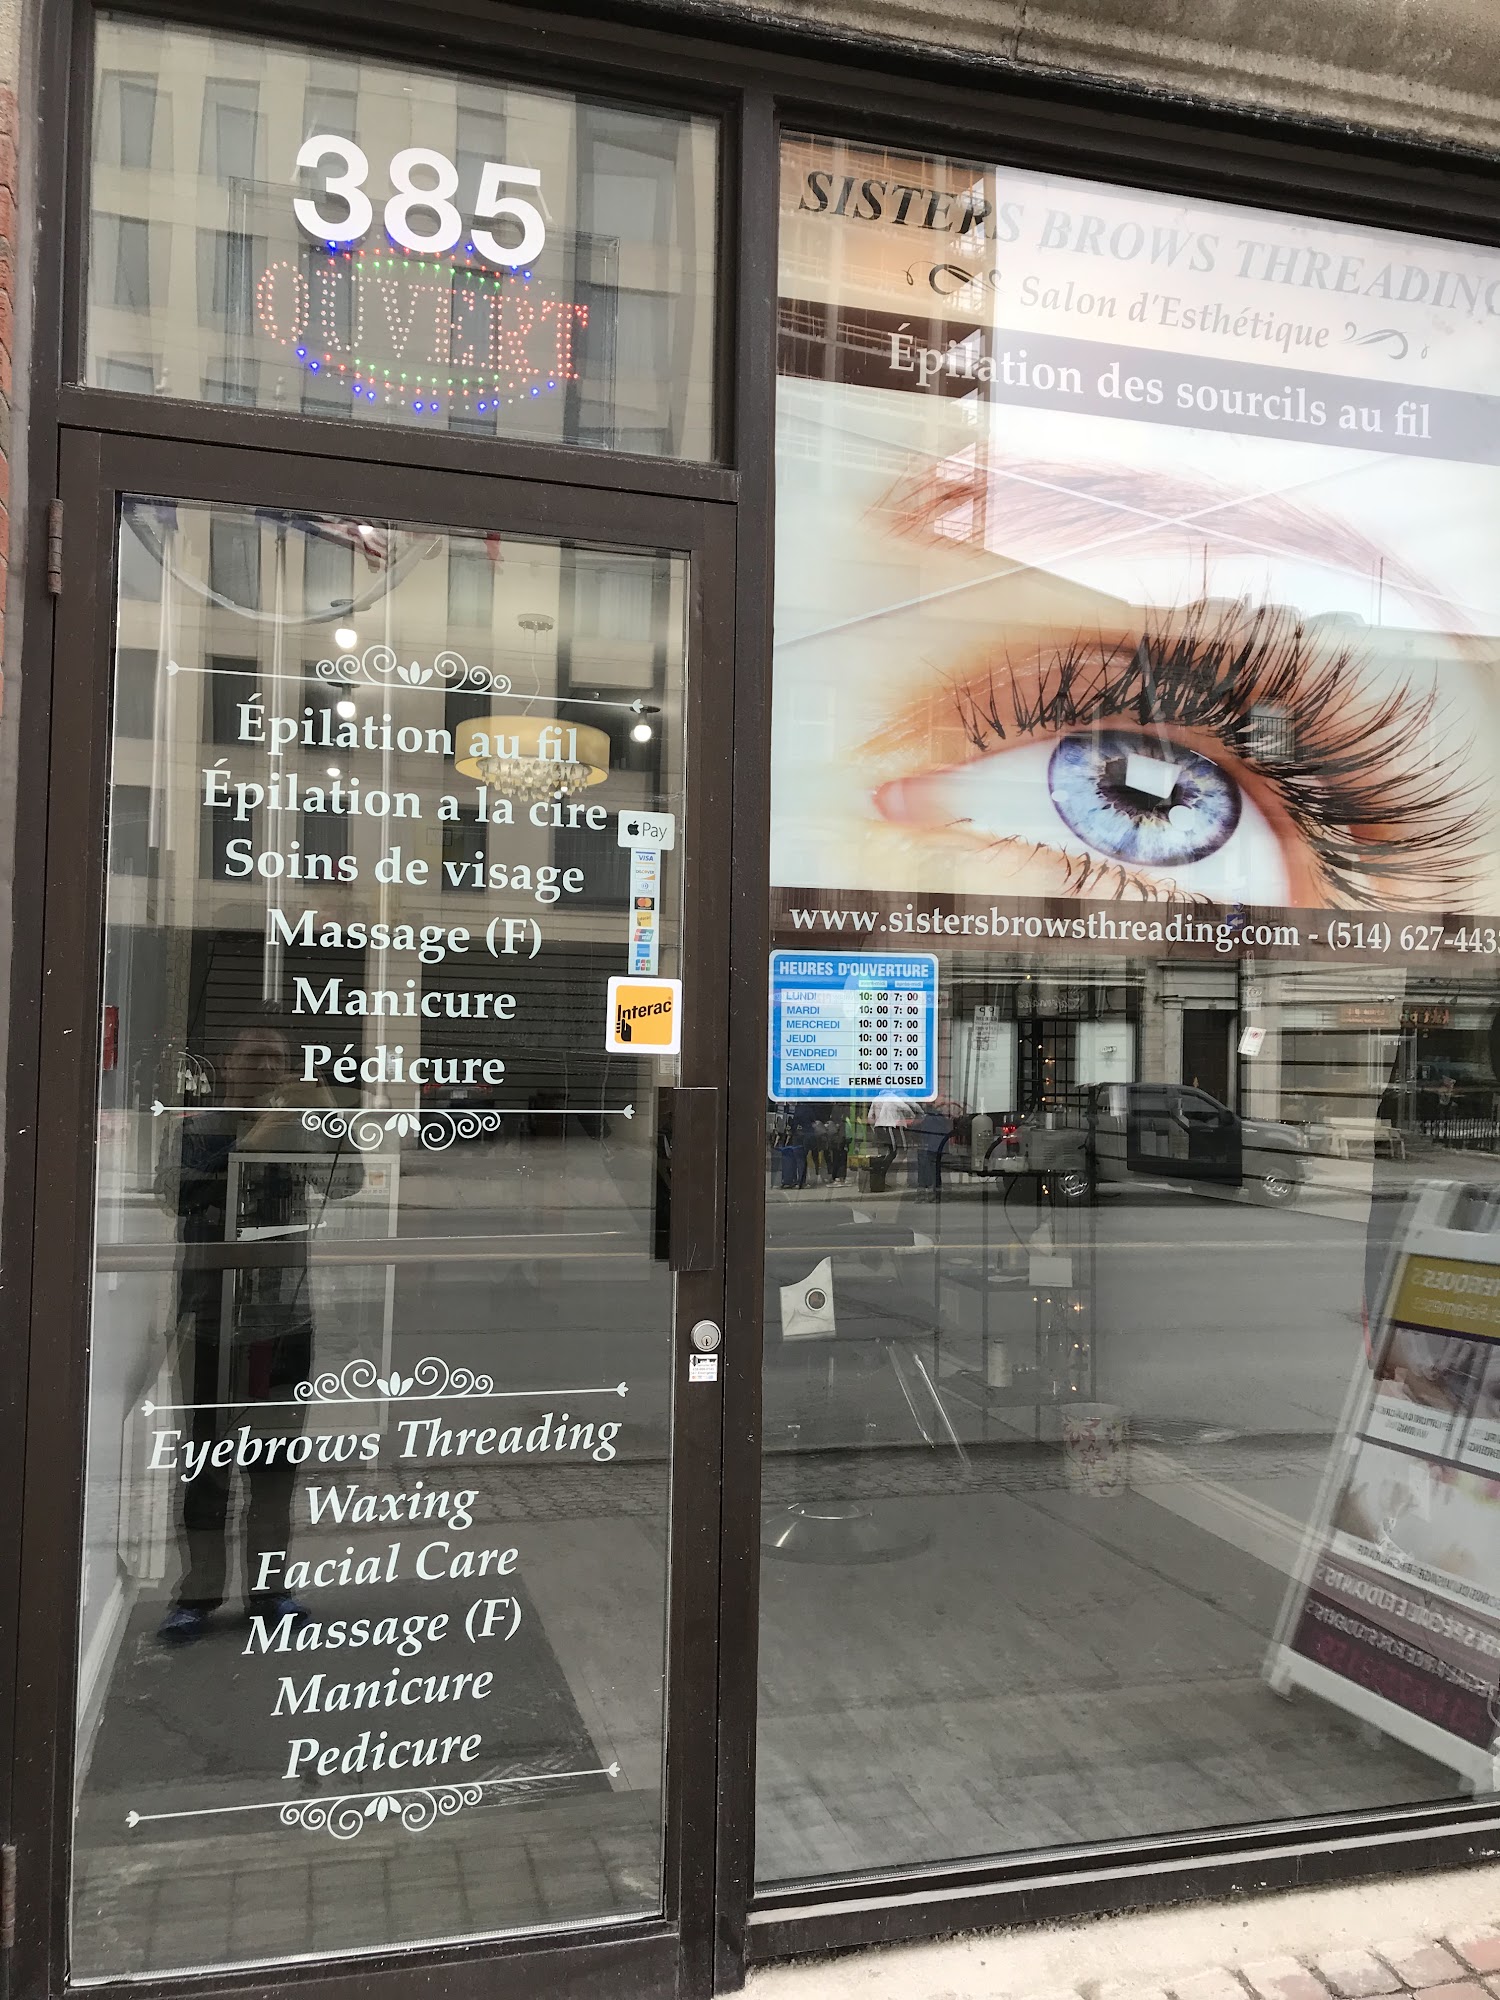 385
OUVERT
SISTERS BROWS THREADING
Salon d'Esthétique
Épilation des sourcils au fil
www.sistersbrowsthreading.com - (514) 627-443
HEURES D'OUVERTURE
LUNDI 10: 00 7: 00
MARDI 10: 00 7: 00
MERCREDI 10: 00 7: 00
JEUDI 10: 00 7: 00
VENDREDI 10: 00 7: 00
SAMEDI 10: 00 7: 00
DIMANCHE FERMÉ CLOSED
Épilation au fil
Épilation a la cire
Soins de visage
Massage (F)
Manicure
Pédicure
Pay
VISA
DISCOVER
Interac
Eyebrows Threading
Waxing
Facial Care
Massage (F)
Manicure
Pedicure